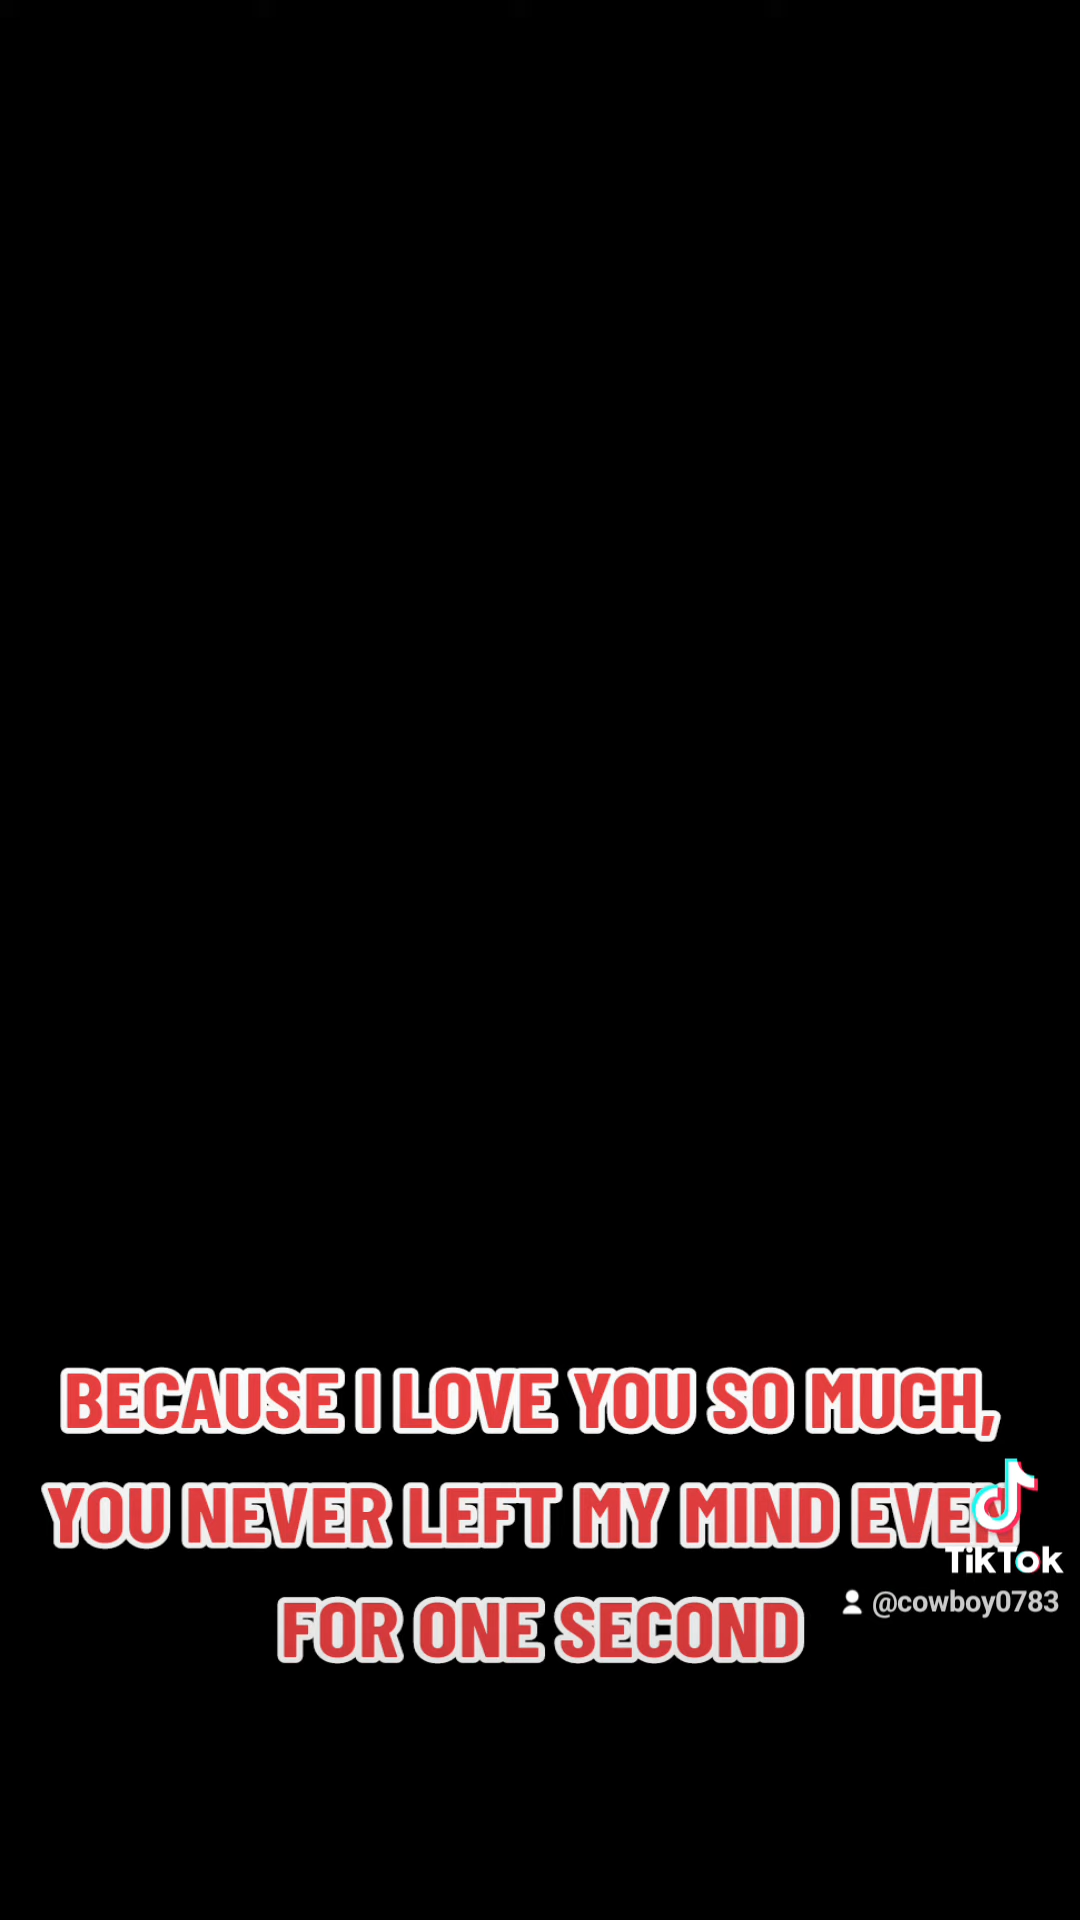 BECAUSE I LOVE YOU SO MUCH,
YOU NEVER LEFT MY MIND EVEN
FOR ONE SECOND
TikTok
@cowboy0783